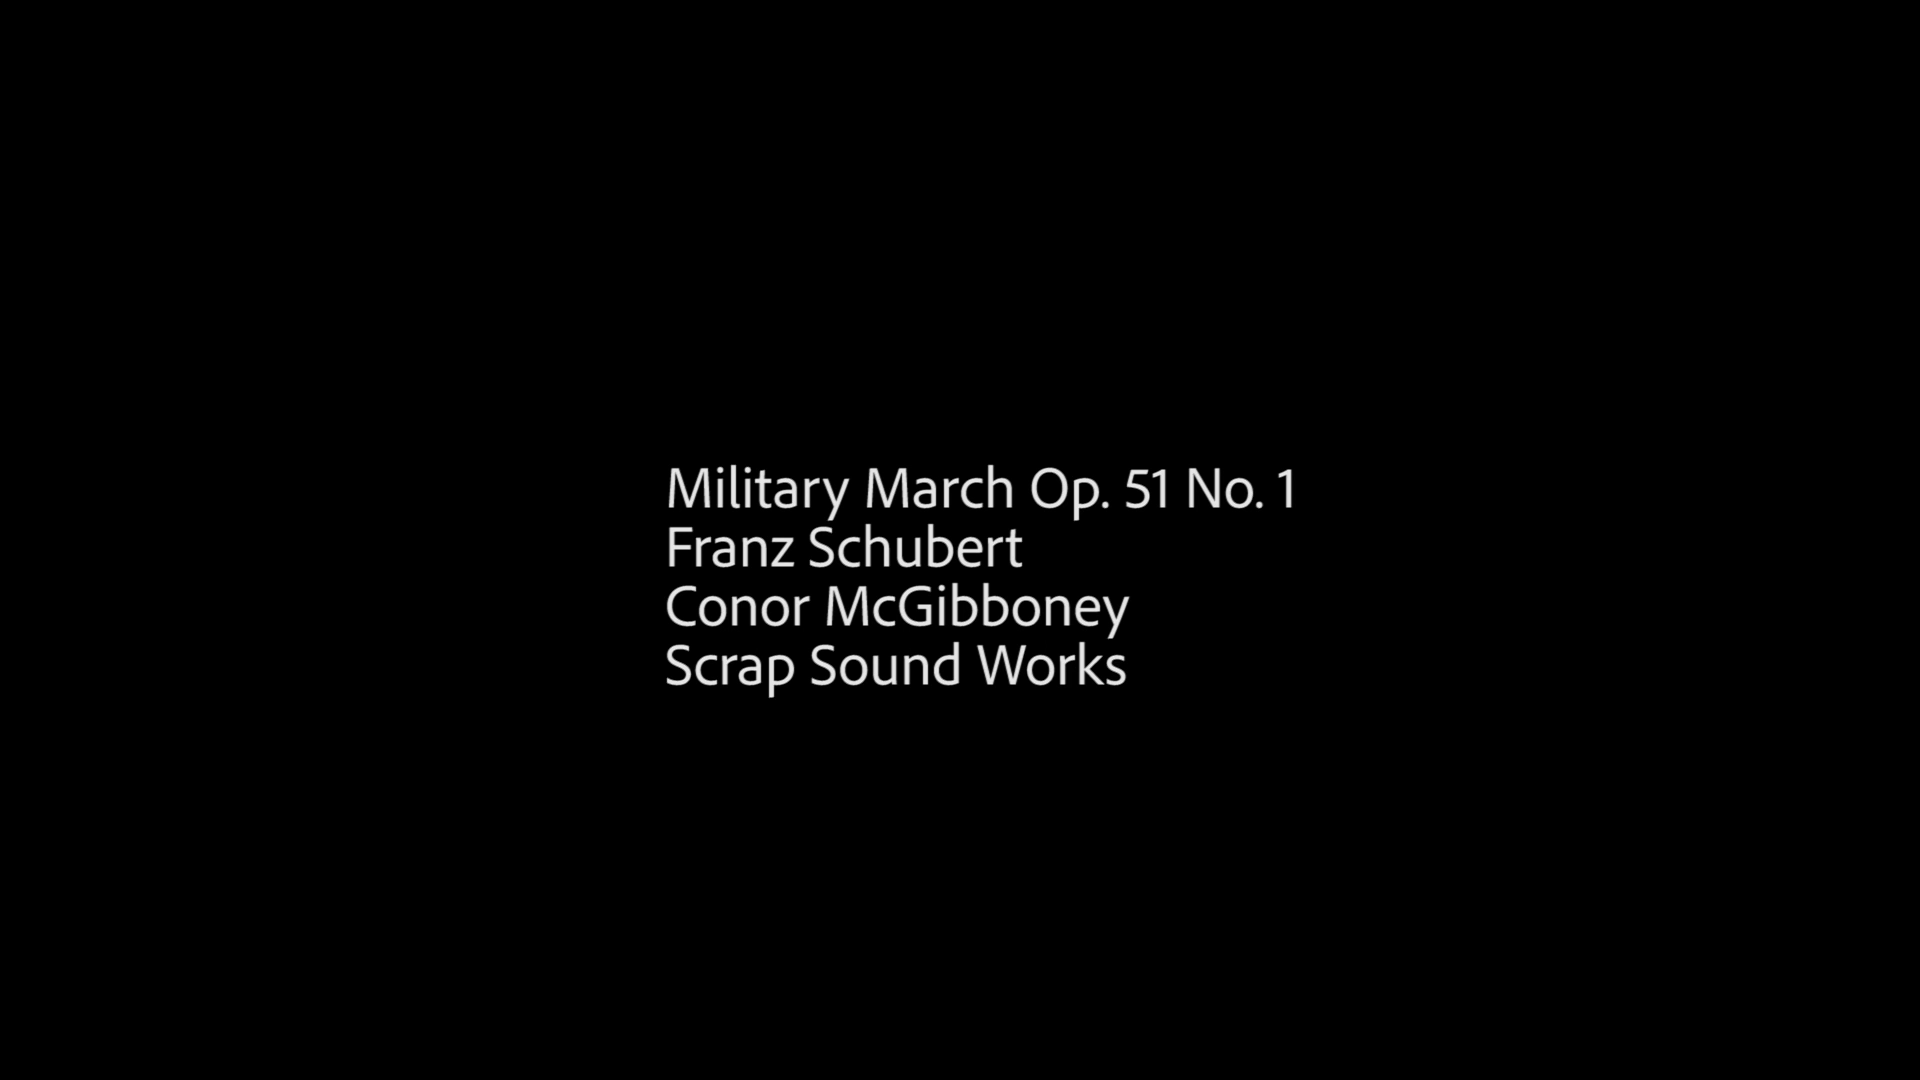 Military March Op. 51 No. 1
Franz Schubert
Conor McGibboney
Scrap Sound Works